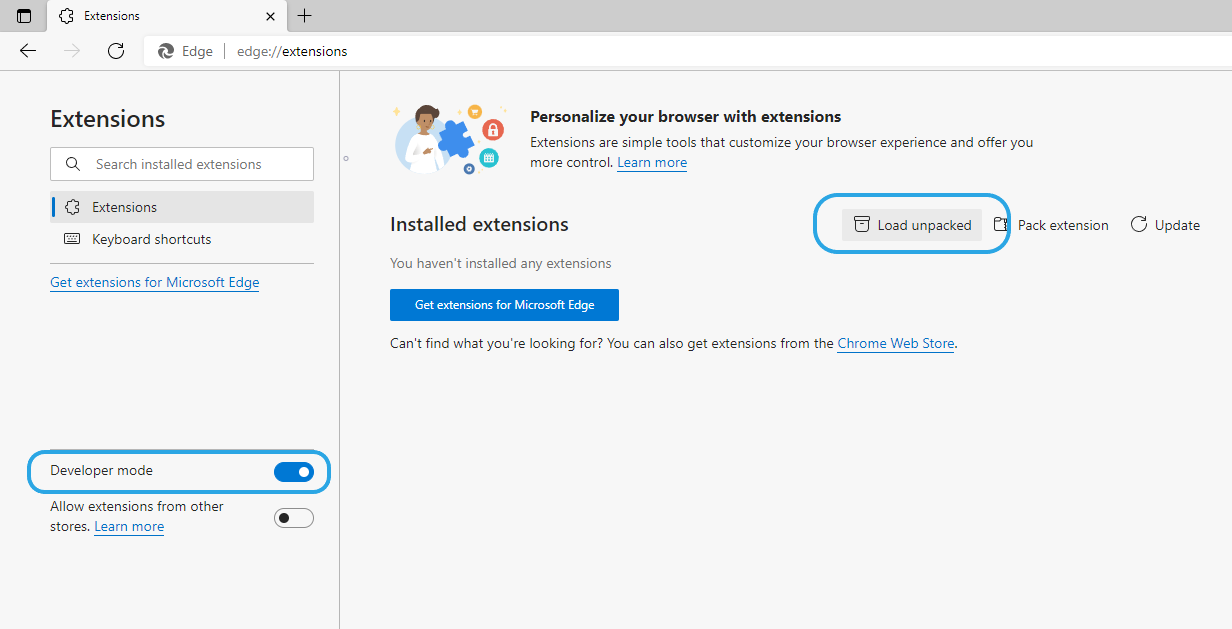 Extensions
Edge edge://extensions
Extensions
Search installed extensions
Extensions
Keyboard shortcuts
Get extensions for Microsoft Edge
Developer mode
Allow extensions from other
stores. Learn more
Personalize your browser with extensions
Extensions are simple tools that customize your browser experience and offer you
more control. Learn more
Installed extensions
Load unpacked
Pack extension
Update
You haven't installed any extensions
Get extensions for Microsoft Edge
Can't find what you're looking for? You can also get extensions from the Chrome Web Store.